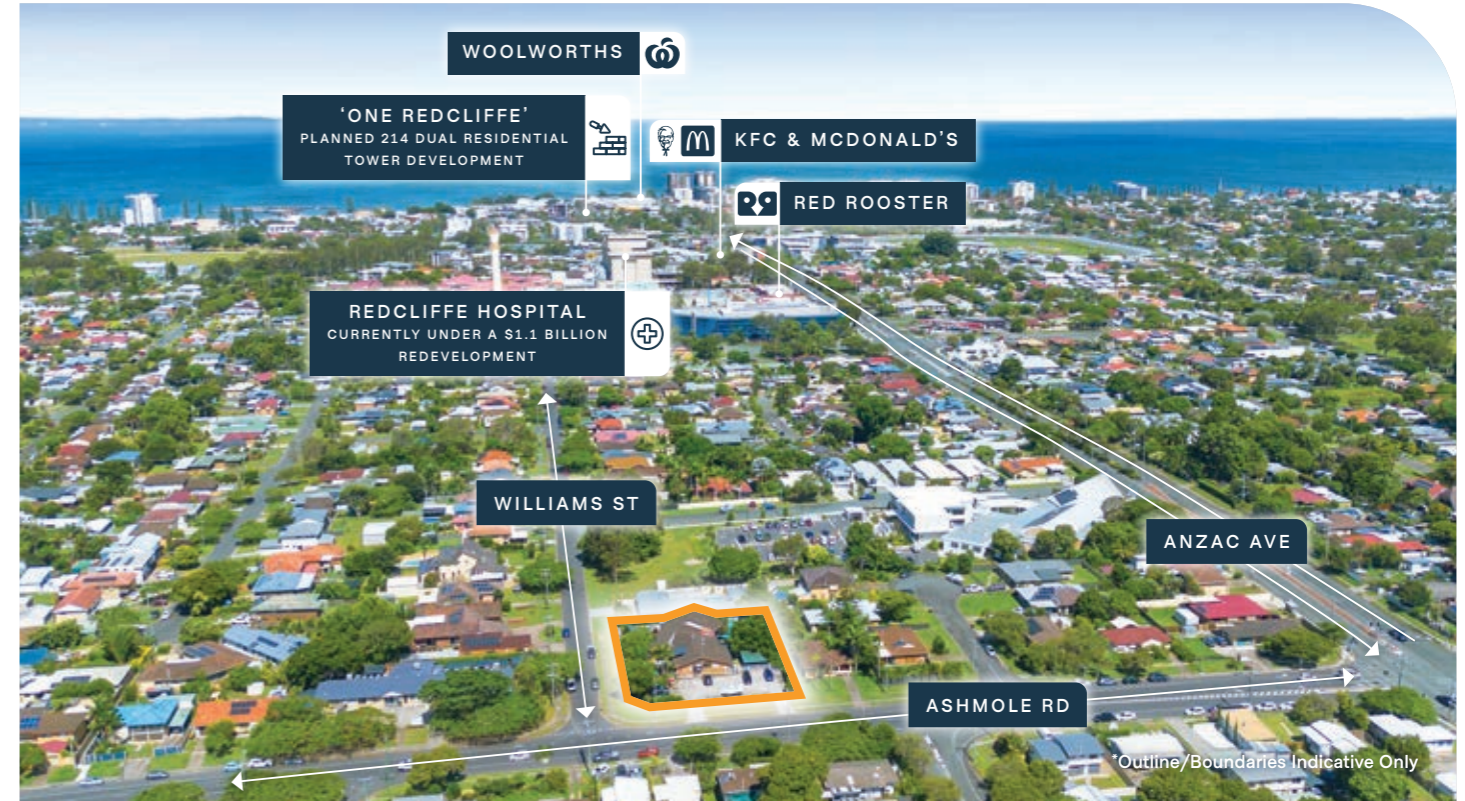 WOOLWORTHS
‘ONE REDCLIFFE’
PLANNED 214 DUAL RESIDENTIAL
TOWER DEVELOPMENT
KFC & MCDONALD’S
RED ROOSTER
REDCLIFFE HOSPITAL
CURRENTLY UNDER A $1.1 BILLION
REDEVELOPMENT
WILLIAMS ST
ANZAC AVE
ASHMOLE RD
*Outline/Boundaries Indicative Only